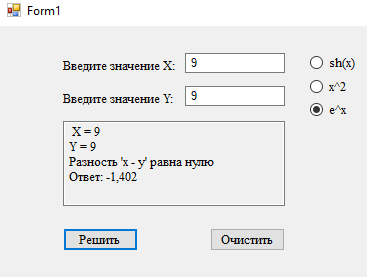 Form1
Введите значение X: 9
sh(x)
x^2
Введите значение Y: 9
e^x
X = 9
Y = 9
Разность 'x - y' равна нулю
Ответ: -1,402
Решить
Очистить